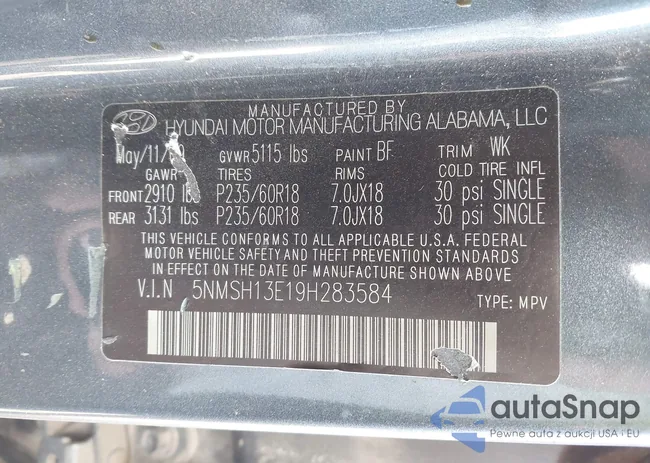 MANUFACTURED BY
HYUNDAI MOTOR MANUFACTURING ALABAMA, LLC
May/11/ GVWR 5115 lbs PAINT BF TRIM WK
GAWR TIRES RIMS COLD TIRE INFL
FRONT 2910 lbs P235/60R18 7.0JX18 30 psi SINGLE
REAR 3131 lbs P235/60R18 7.0JX18 30 psi SINGLE
THIS VEHICLE CONFORMS TO ALL APPLICABLE U.S.A. FEDERAL
MOTOR VEHICLE SAFETY AND THEFT PREVENTION STANDARDS
IN EFFECT ON THE DATE OF MANUFACTURE SHOWN ABOVE
V.I.N 5NMSH13E19H283584 TYPE: MPV
autaSnap
Pewne auta z aukcji USA i EU